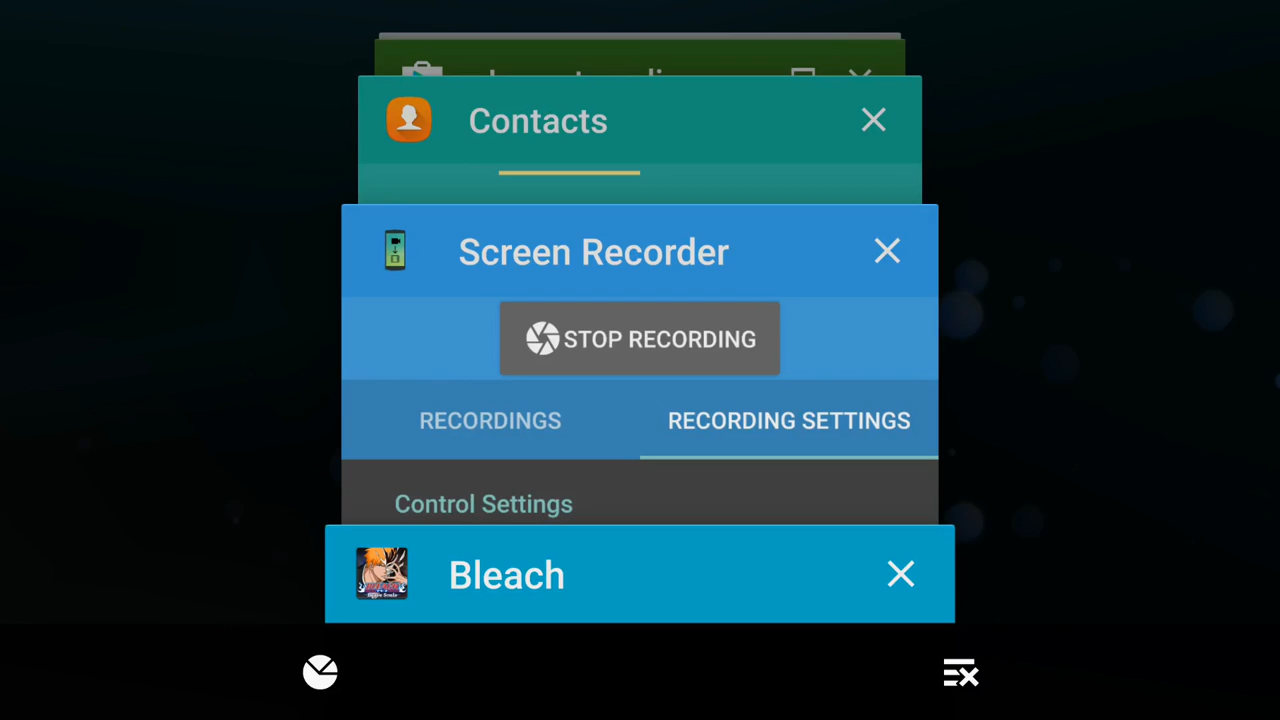 Contacts
Screen Recorder
STOP RECORDING
RECORDINGS
RECORDING SETTINGS
Control Settings
Bleach